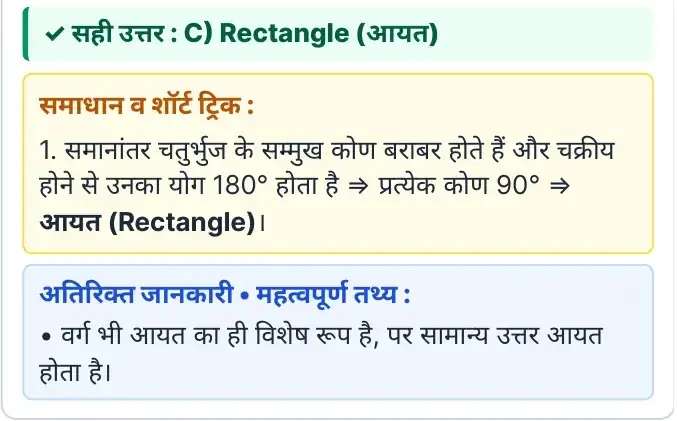 ✓ सही उत्तर : C) Rectangle (आयत)
समाधान व शॉर्ट ट्रिक :
1. समानांतर चतुर्भुज के सम्मुख कोण बराबर होते हैं और चक्रीय
होने से उनका योग 180° होता है ⇒ प्रत्येक कोण 90° ⇒
आयत (Rectangle)।
अतिरिक्त जानकारी • महत्वपूर्ण तथ्य :
• वर्ग भी आयत का ही विशेष रूप है, पर सामान्य उत्तर आयत
होता है।